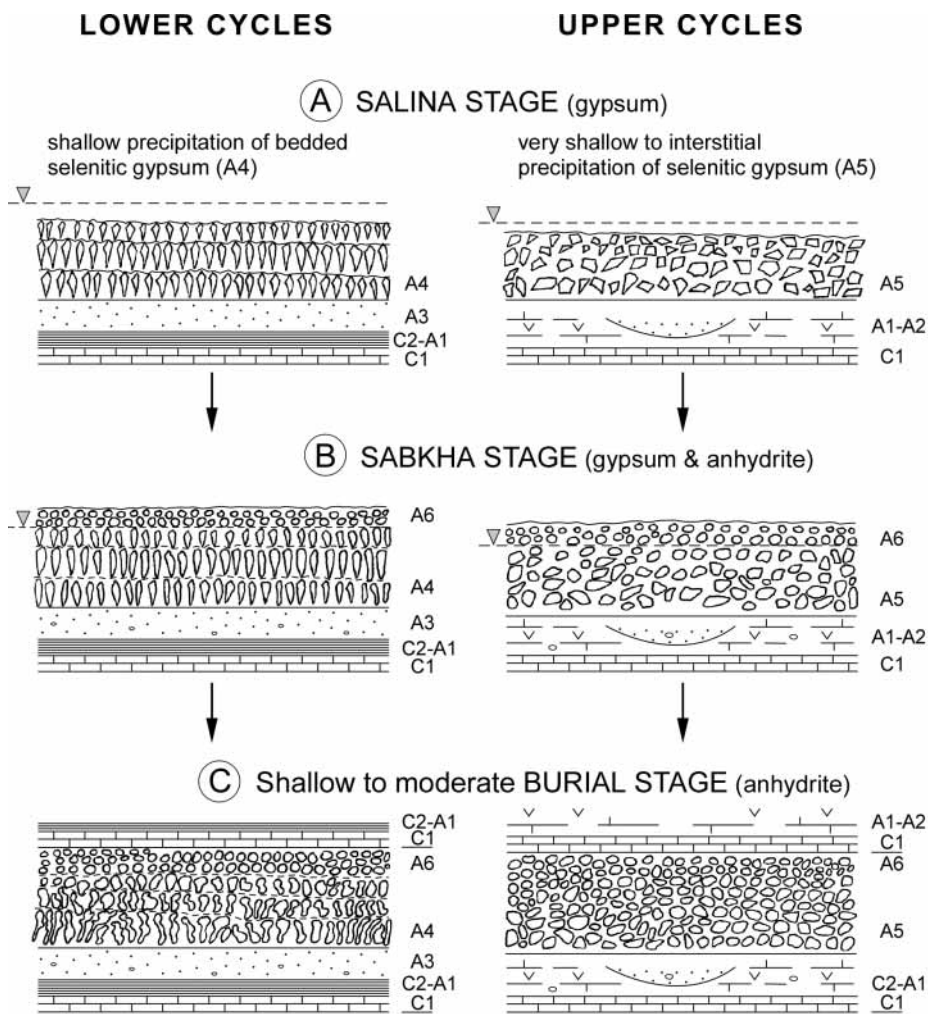 LOWER CYCLES
UPPER CYCLES
A SALINA STAGE (gypsum)
shallow precipitation of bedded
selenitic gypsum (A4)
very shallow to interstitial
precipitation of selenitic gypsum (A5)
A4
A3
C2-A1
C1
A5
A1-A2
C1
B SABKHA STAGE (gypsum & anhydrite)
A6
A4
A3
C2-A1
C1
A6
A5
A1-A2
C1
C Shallow to moderate BURIAL STAGE (anhydrite)
C2-A1
C1
A6
A4
A3
C2-A1
C1
A1-A2
C1
A6
A5
C2-A1
C1